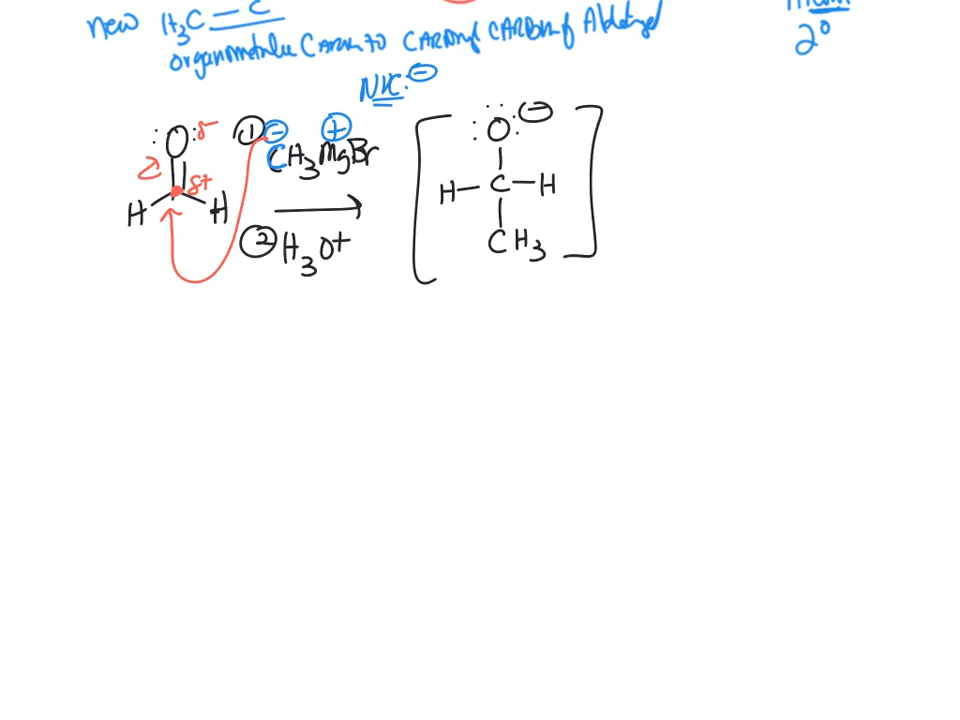 new H₃C — C
organometallic Carbon to Carbonyl Carbon of Aldehyde
2°
Nuc:⊖
:O: δ- ① ⊖ ⊕ :O:⊖
CH₃MgBr
δ+
H H H—C—H
② H₃O+ CH₃